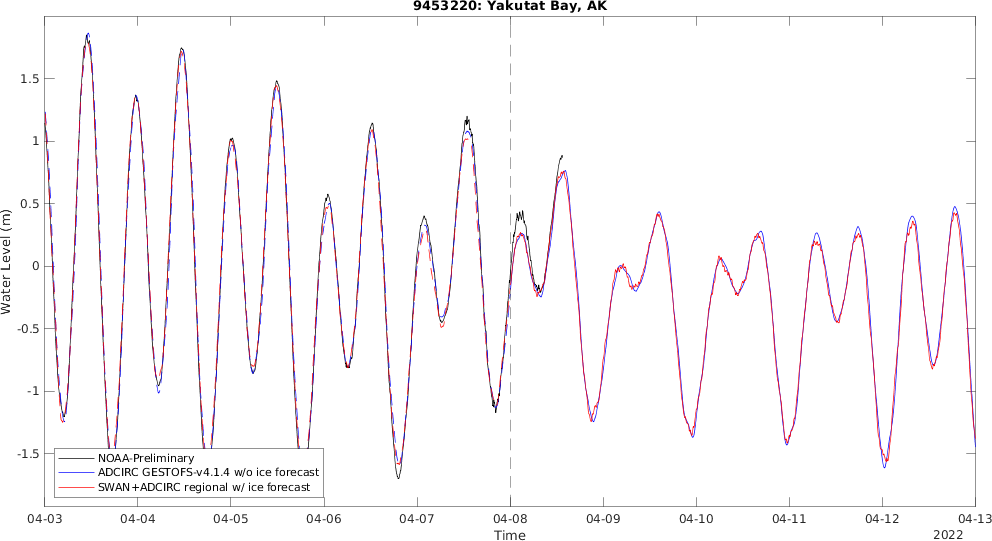 9453220: Yakutat Bay, AK
Water Level (m)
1.5
1
0.5
0
-0.5
-1
-1.5
NOAA-Preliminary
ADCIRC GESTOFS-v4.1.4 w/o ice forecast
SWAN+ADCIRC regional w/ ice forecast
04-03 04-04 04-05 04-06 04-07 04-08 04-09 04-10 04-11 04-12 04-13
Time
2022